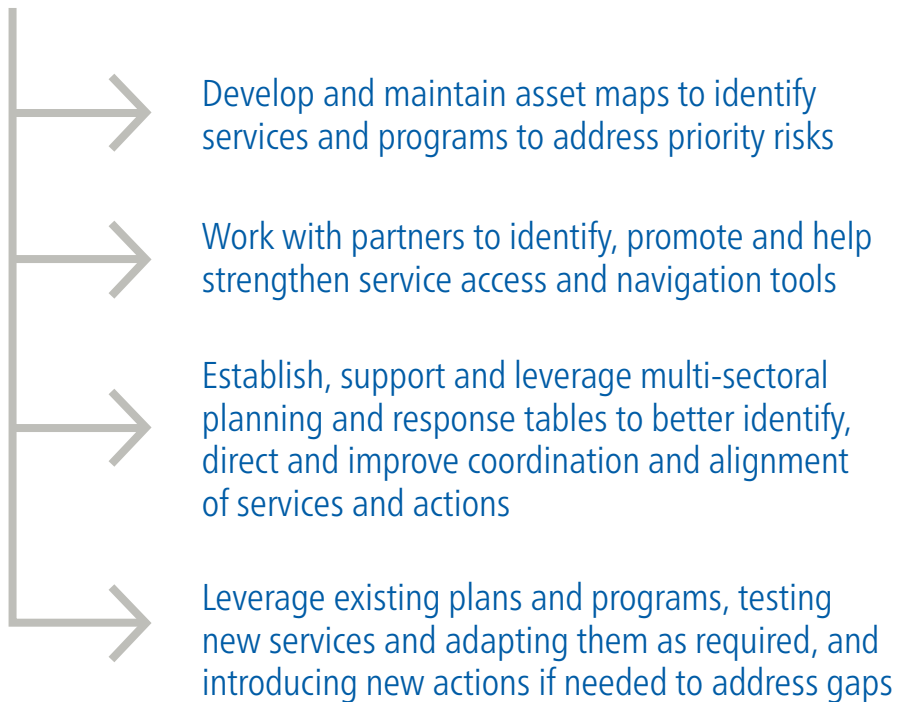 Develop and maintain asset maps to identify
services and programs to address priority risks
Work with partners to identify, promote and help
strengthen service access and navigation tools
Establish, support and leverage multi-sectoral
planning and response tables to better identify,
direct and improve coordination and alignment
of services and actions
Leverage existing plans and programs, testing
new services and adapting them as required, and
introducing new actions if needed to address gaps